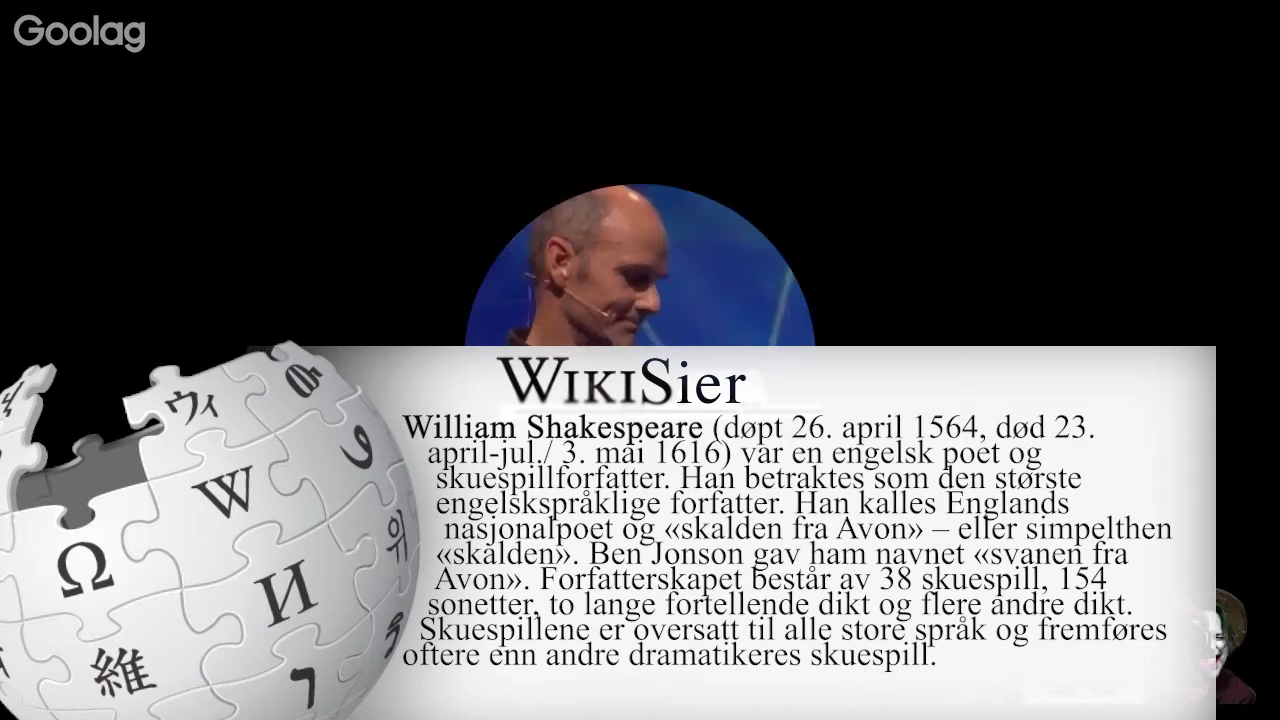 Goolag
WIKISier
William Shakespeare (døpt 26. april 1564, død 23.
april-jul./ 3. mai 1616) var en engelsk poet og
skuespillforfatter. Han betraktes som den største
engelskspråklige forfatter. Han kalles Englands
nasjonalpoet og «skalden fra Avon» – eller simpelthen
«skalden». Ben Jonson gav ham navnet «svanen fra
Avon». Forfatterskapet består av 38 skuespill, 154
sonetter, to lange fortellende dikt og flere andre dikt.
Skuespillene er oversatt til alle store språk og fremføres
oftere enn andre dramatikeres skuespill.
ウィ
W
Ω
И
위
維
7